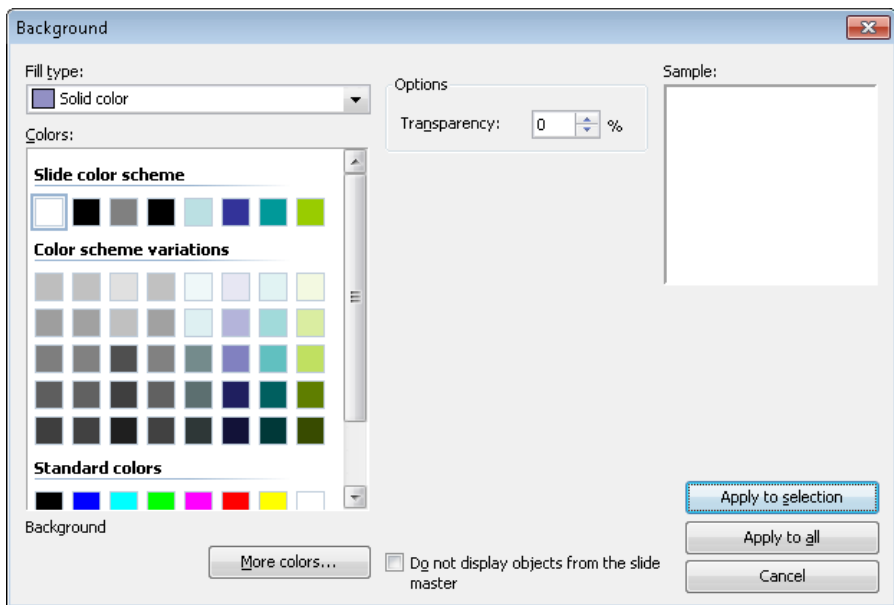 Background
Fill type:
Solid color
Colors:
Slide color scheme
Color scheme variations
Standard colors
Background
More colors...
Options
Transparency:
0
%
Do not display objects from the slide
master
Sample:
Apply to selection
Apply to all
Cancel